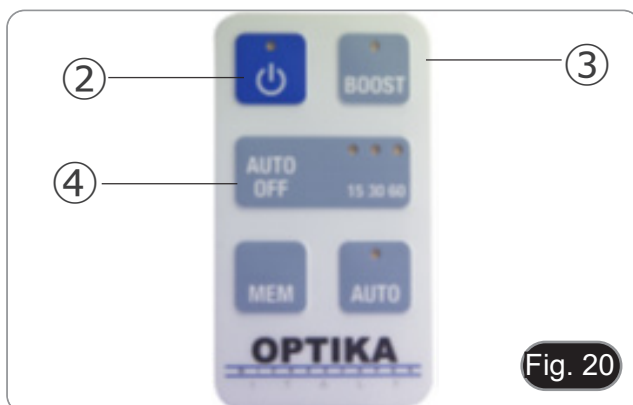 ②
③
BOOST
④
AUTO
OFF
15 30 60
MEM
AUTO
OPTIKA
Fig. 20